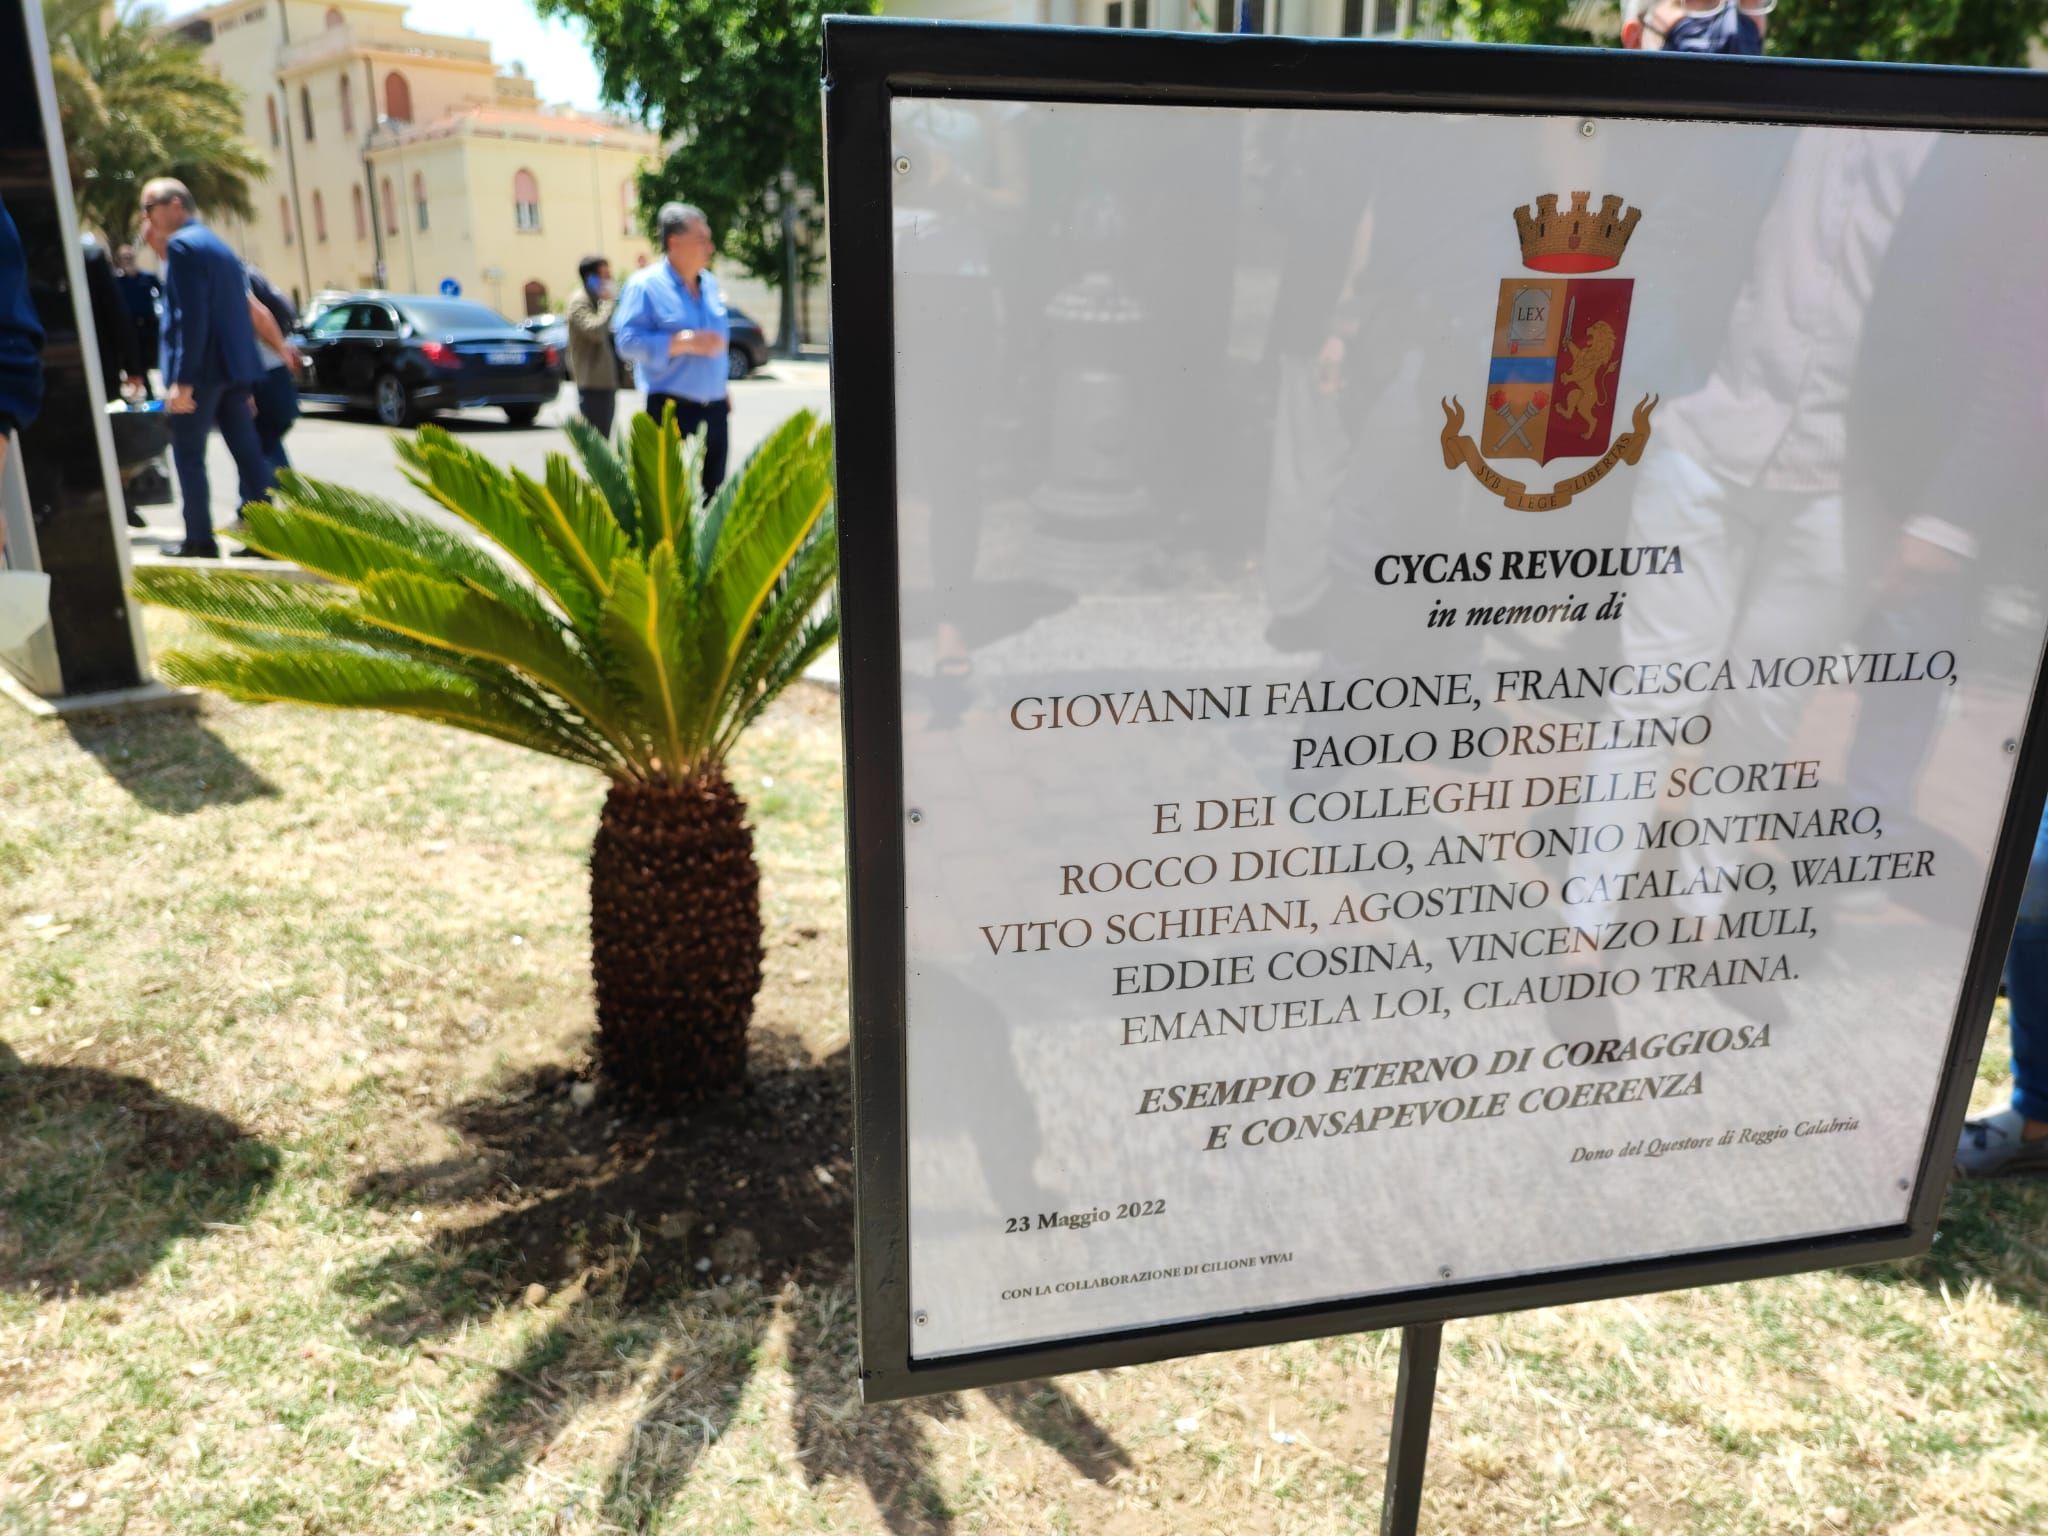 LEX
SVB LEGE LIBERTAS
CYCAS REVOLUTA
in memoria di
GIOVANNI FALCONE, FRANCESCA MORVILLO,
PAOLO BORSELLINO
E DEI COLLEGHI DELLE SCORTE
ROCCO DICILLO, ANTONIO MONTINARO,
VITO SCHIFANI, AGOSTINO CATALANO, WALTER
EDDIE COSINA, VINCENZO LI MULI,
EMANUELA LOI, CLAUDIO TRAINA.
ESEMPIO ETERNO DI CORAGGIOSA
E CONSAPEVOLE COERENZA
Dono del Questore di Reggio Calabria
23 Maggio 2022
CON LA COLLABORAZIONE DI CILIONE VIVAI